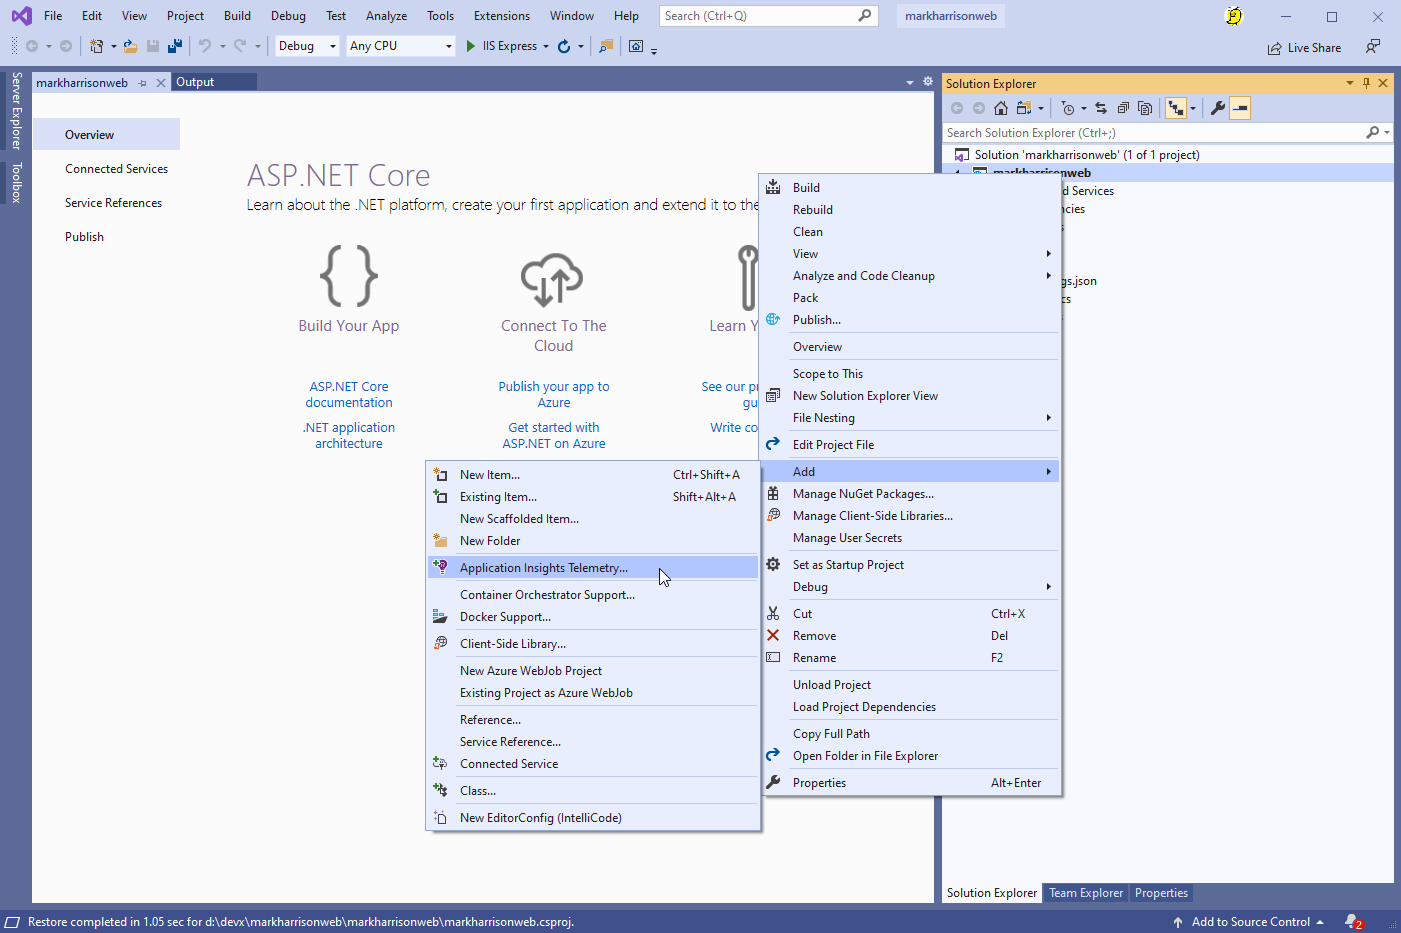 File Edit View Project Build Debug Test Analyze Tools Extensions Window Help Search (Ctrl+Q) markharrisonweb
Debug Any CPU IIS Express Live Share
Server Explorer
Toolbox
markharrisonweb Output
Overview
Connected Services
Service References
Publish
ASP.NET Core
Learn about the .NET platform, create your first application and extend it to the
Build Your App
Connect To The
Cloud
Learn Y
ASP.NET Core
documentation
.NET application
architecture
Publish your app to
Azure
Get started with
ASP.NET on Azure
See our pr
gu
Write co
Solution Explorer
Search Solution Explorer (Ctrl+;)
Solution 'markharrisonweb' (1 of 1 project)
markharrisonweb
d Services
cies
s
gs.json
cs
Build
Rebuild
Clean
View
Analyze and Code Cleanup
Pack
Publish...
Overview
Scope to This
New Solution Explorer View
File Nesting
Edit Project File
Add
Manage NuGet Packages...
Manage Client-Side Libraries...
Manage User Secrets
Set as Startup Project
Debug
Cut Ctrl+X
Remove Del
Rename F2
Unload Project
Load Project Dependencies
Copy Full Path
Open Folder in File Explorer
Properties Alt+Enter
New Item... Ctrl+Shift+A
Existing Item... Shift+Alt+A
New Scaffolded Item...
New Folder
Application Insights Telemetry...
Container Orchestrator Support...
Docker Support...
Client-Side Library...
New Azure WebJob Project
Existing Project as Azure WebJob
Reference...
Service Reference...
Connected Service
Class...
New EditorConfig (IntelliCode)
Solution Explorer Team Explorer Properties
Restore completed in 1.05 sec for d:\devx\markharrisonweb\markharrisonweb\markharrisonweb.csproj. Add to Source Control 2